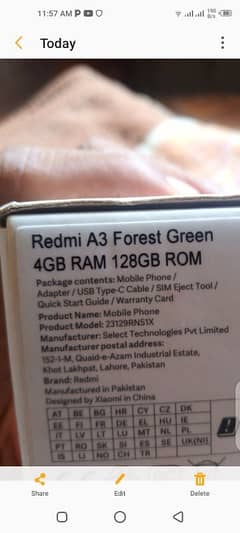 11:57 AM
Today
Redmi A3 Forest Green
4GB RAM 128GB ROM
Package contents: Mobile Phone /
Adapter / USB Type-C Cable / SIM Eject Tool /
Quick Start Guide / Warranty Card
Product Name: Mobile Phone
Product Model: 23129RN51X
Manufacturer: Select Technologies Pvt Limited
Manufacturer postal address:
152-1-M, Quaid-e-Azam Industrial Estate,
Khot Lakhpat, Lahore, Pakistan
Brand: Redmi
Manufactured in Pakistan
Designed by Xiaomi in China
AT BE BG HR CY CZ DK
EE FI FR DE EL HU IE
IT LV LT LU MT NL PL
PT RO SK SI ES SE UK(NI)
IS LI NO CH TR
Share Edit Delete